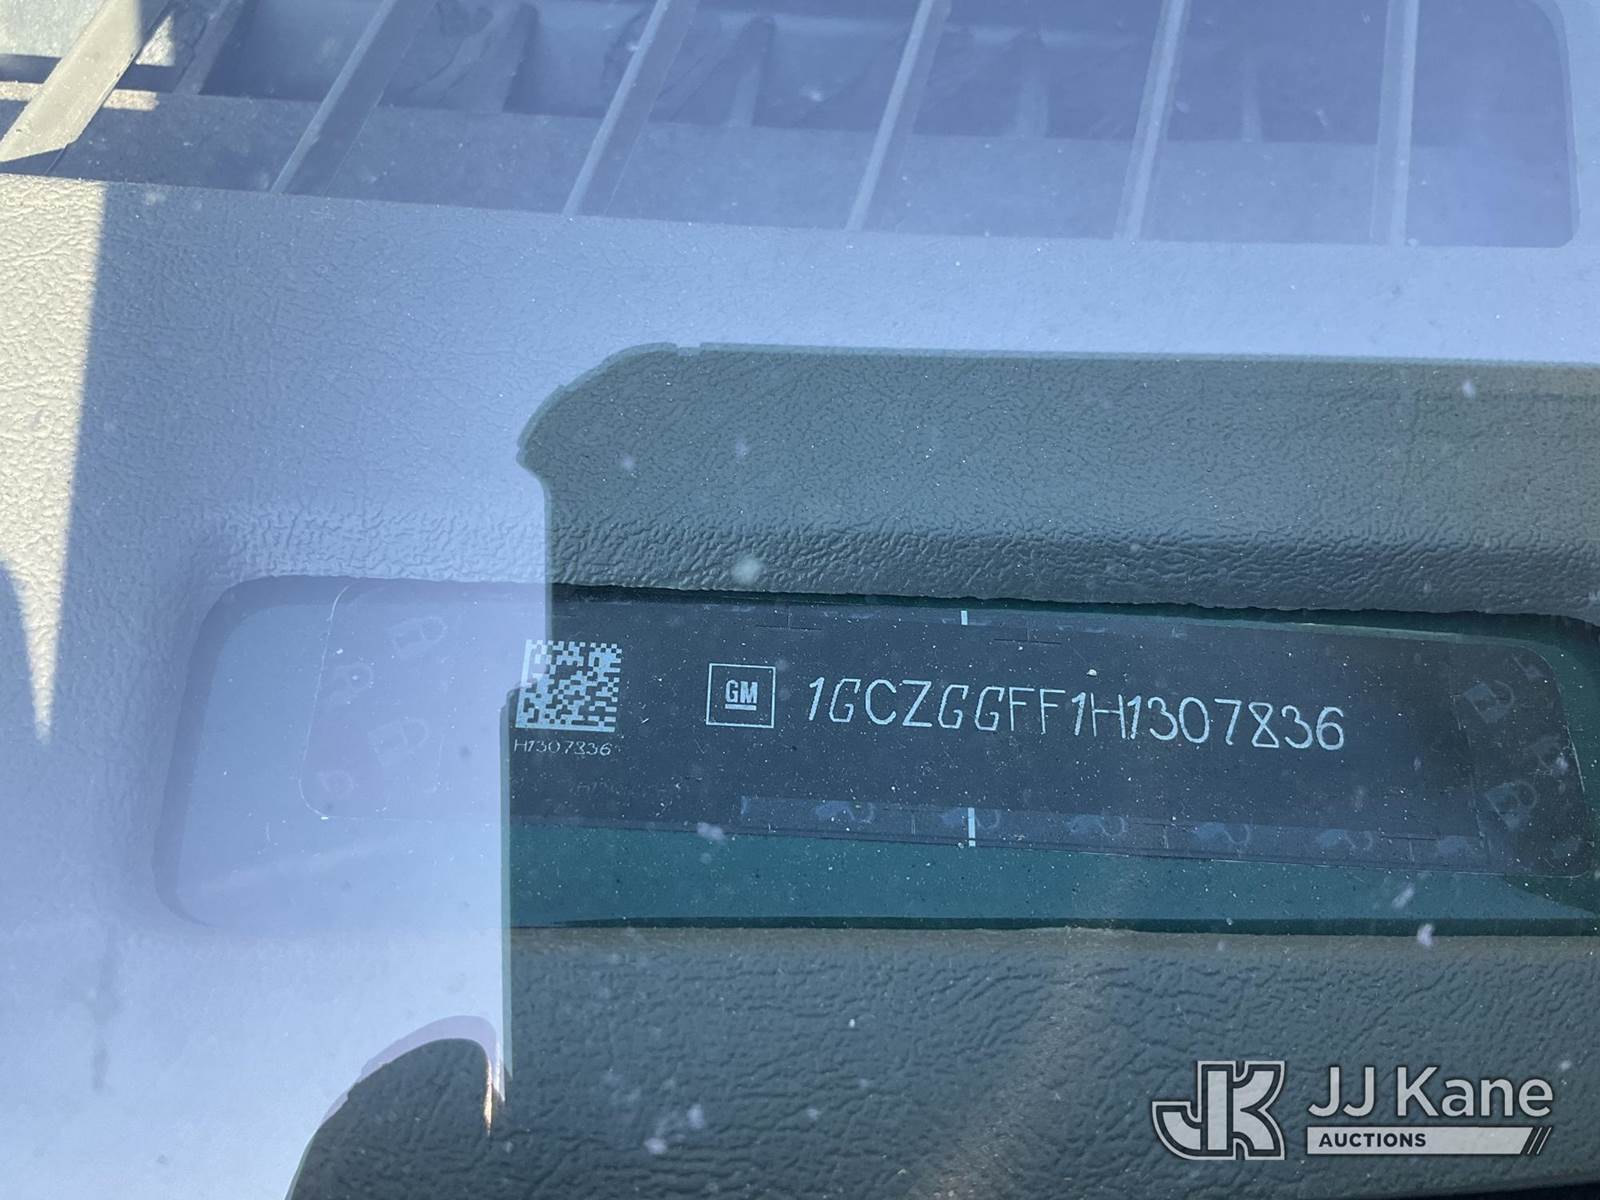 GM 1GCZGGFF1H1307836
H1307836
JJ Kane
AUCTIONS